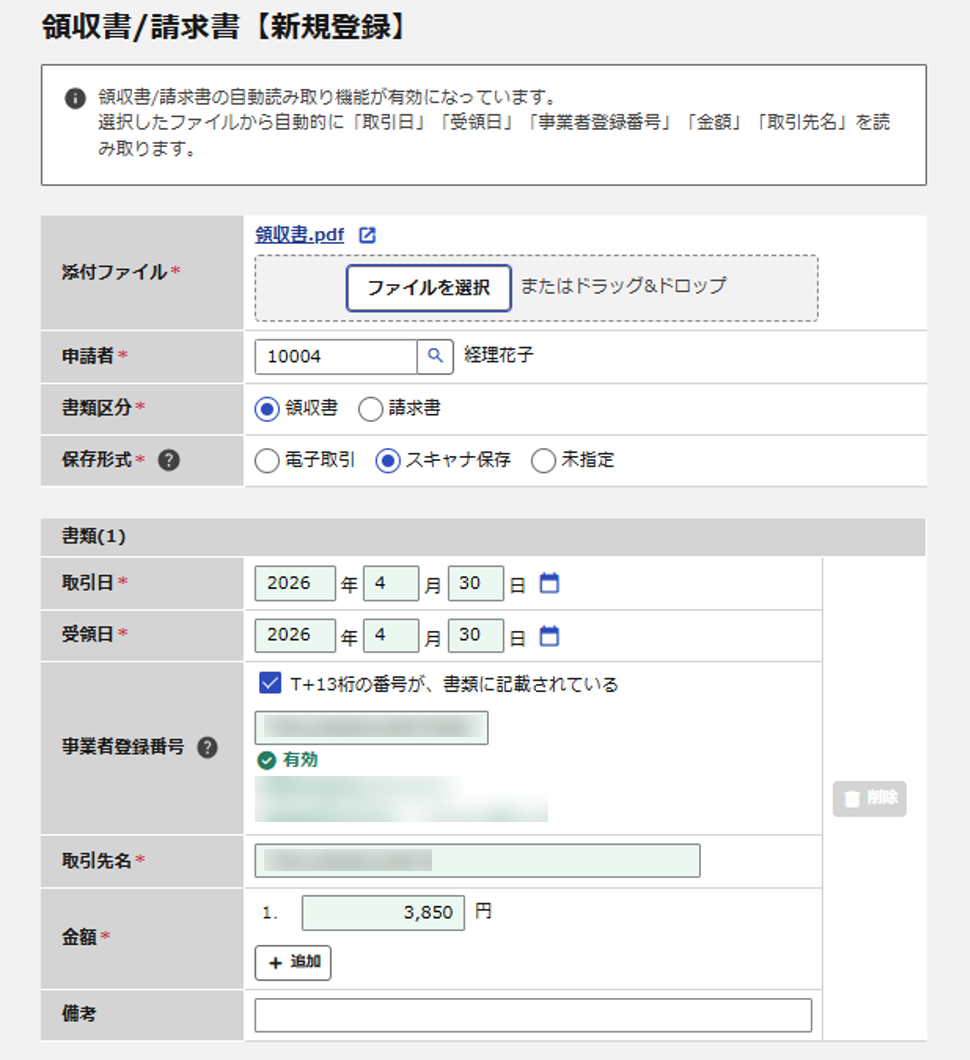 領収書/請求書【新規登録】
領収書/請求書の自動読み取り機能が有効になっています。
選択したファイルから自動的に「取引日」「受領日」「事業者登録番号」「金額」「取引先名」を読
み取ります。
添付ファイル*
領収書.pdf
ファイルを選択 またはドラッグ&ドロップ
申請者* 10004 経理花子
書類区分* 領収書 請求書
保存形式* ? 電子取引 スキャナ保存 未指定
書類(1)
取引日* 2026 年 4 月 30 日
受領日* 2026 年 4 月 30 日
事業者登録番号 ?
T+13桁の番号が、書類に記載されている
有効
削除
取引先名*
金額*
1. 3,850 円
+ 追加
備考